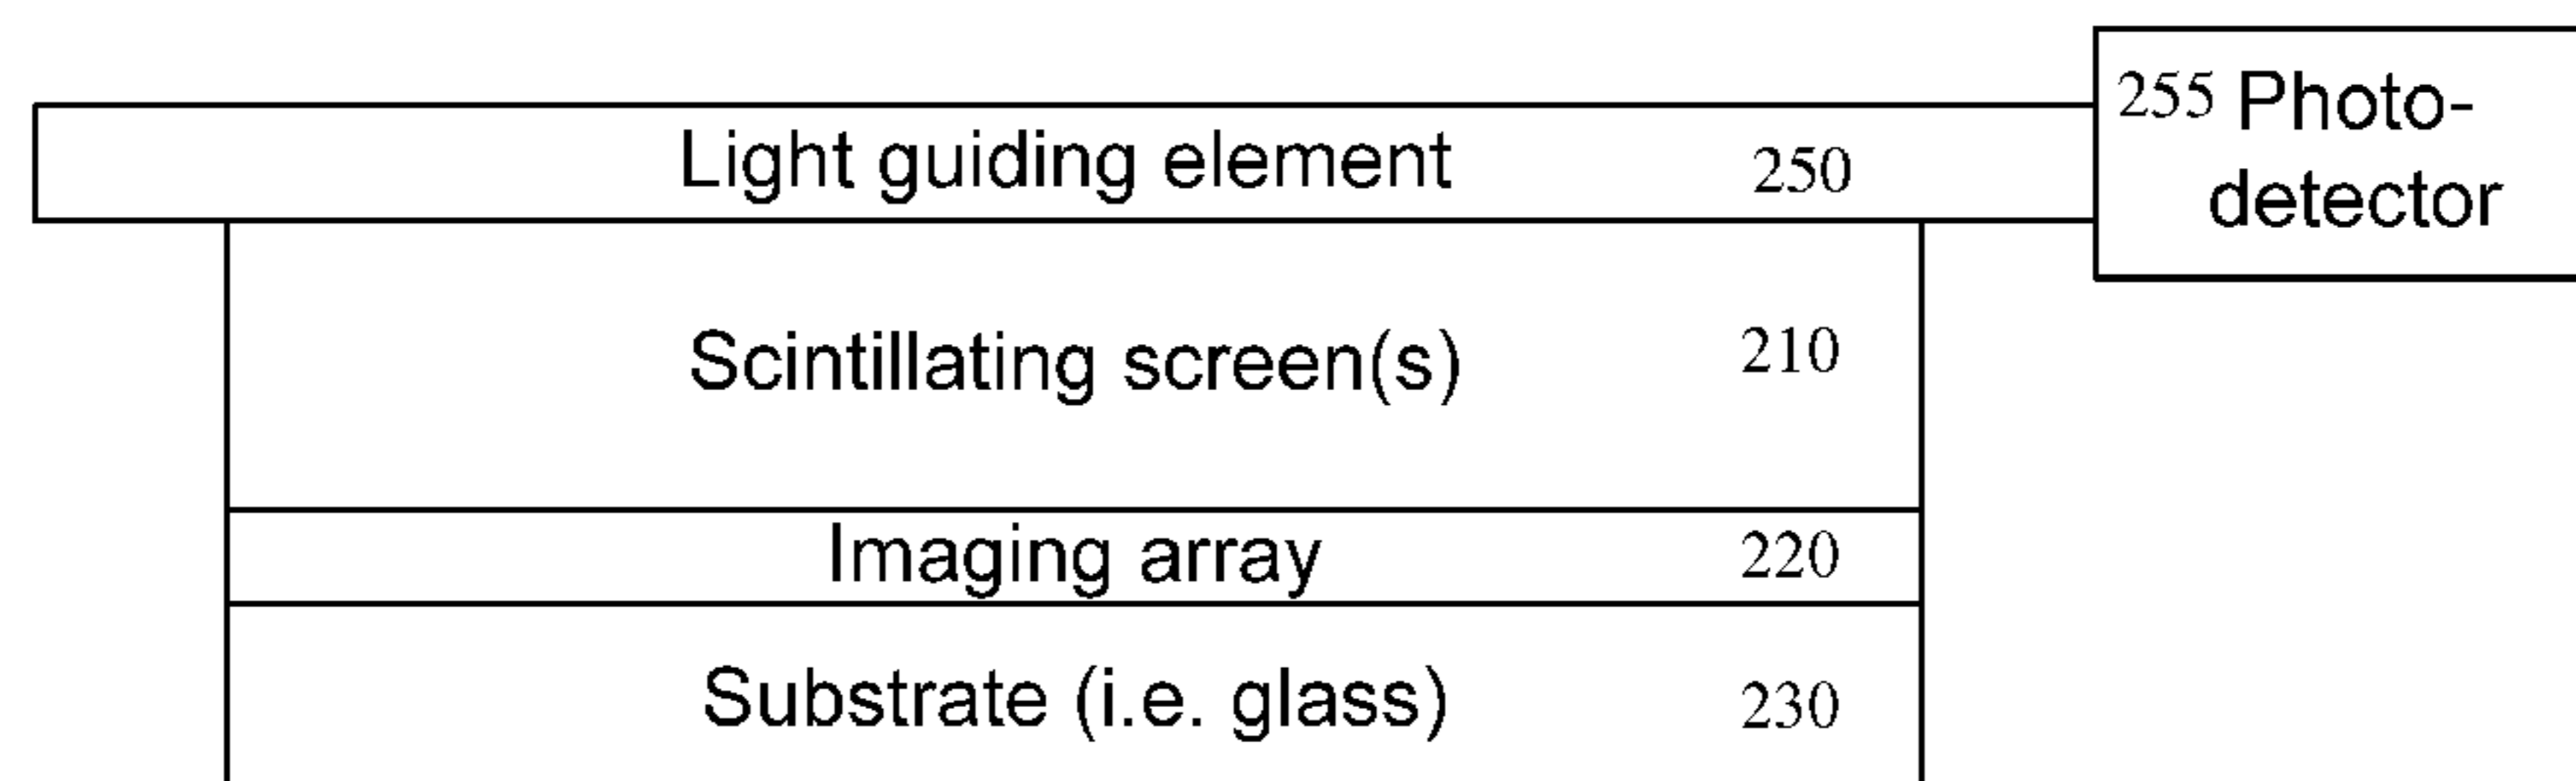 255 Photo-
detector
Light guiding element 250
Scintillating screen(s) 210
Imaging array 220
Substrate (i.e. glass) 230